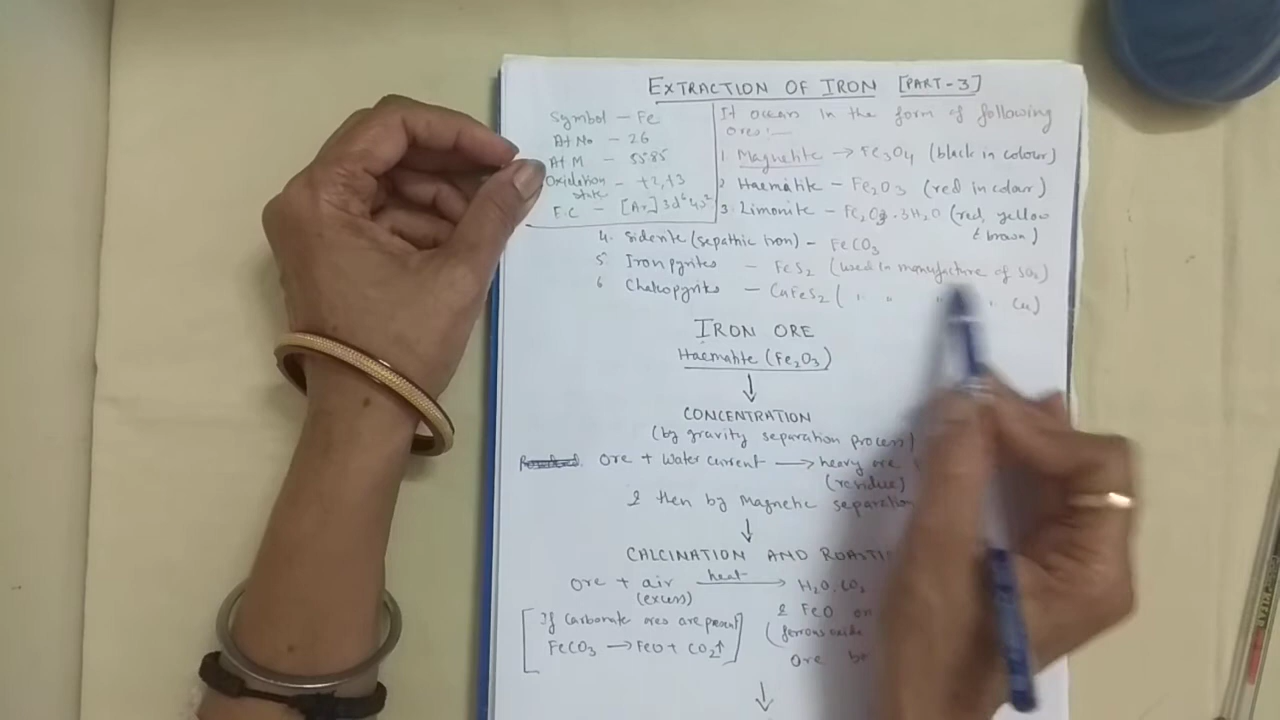 EXTRACTION OF IRON [PART-3]
Symbol – Fe
At No – 26
At M – 55.85
Oxidation state – +2,+3
E.C – [Ar] 3d⁶4s²
It occurs in the form of following
ores:—
1. Magnetite → Fe₃O₄ (black in colour)
2 Haematite – Fe₂O₃ (red in colour)
3. Limonite – Fe₂O₃.3H₂O (red, yellow
& brown)
4. Siderite (sepathic iron) – FeCO₃
5 Iron pyrites – FeS₂ (used in manufacture of SO₂)
6 Chalcopyrite – CuFeS₂ ( " " " " Cu)
IRON ORE
Haematite (Fe₂O₃)
↓
CONCENTRATION
(by gravity separation process)
Ore + Water current → heavy ore
(residue)
& then by Magnetic separation
↓
CALCINATION AND
Ore + air heat → H₂O, CO₂
(excess)
& FeO
(ferrous oxide
Ore
[If Carbonate ores are present
FeCO₃ → FeO + CO₂↑]
↓